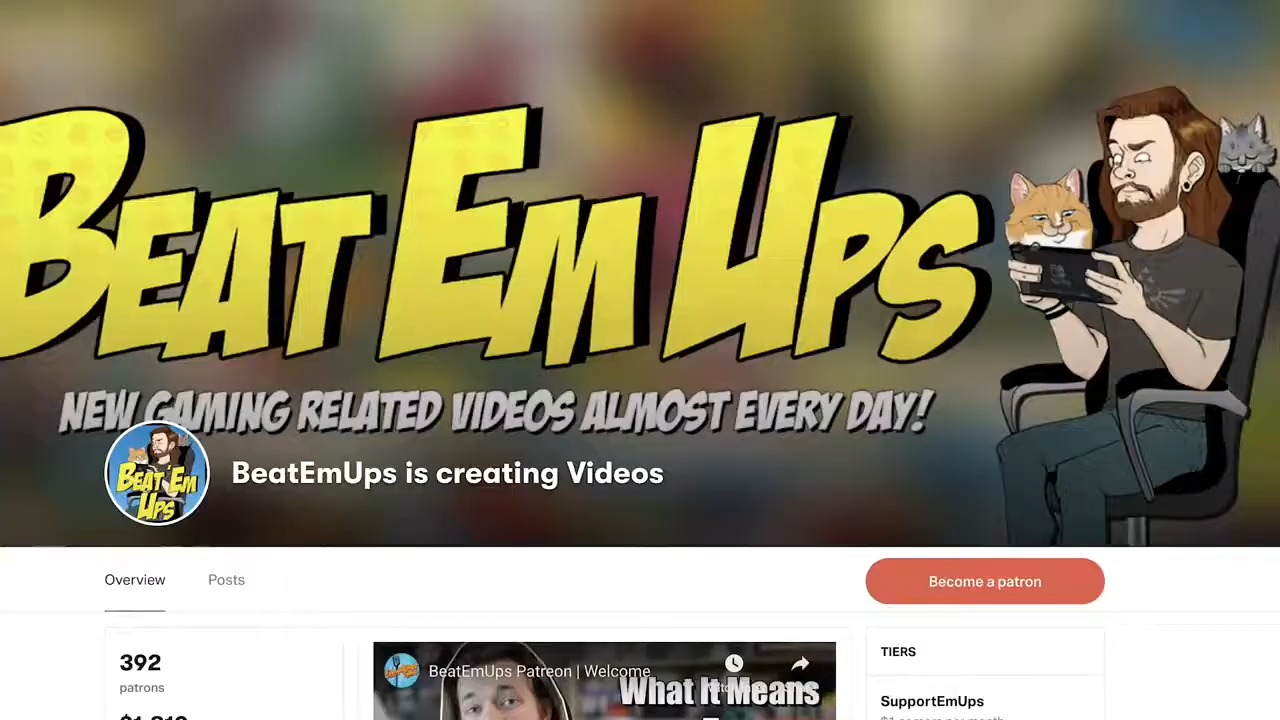 BEAT EM UPS
NEW GAMING RELATED VIDEOS ALMOST EVERY DAY!
BEAT 'EM
UPS
BeatEmUps is creating Videos
Overview
Posts
Become a patron
392
patrons
BeatEmUps Patreon | Welcome
What It Means
TIERS
SupportEmUps